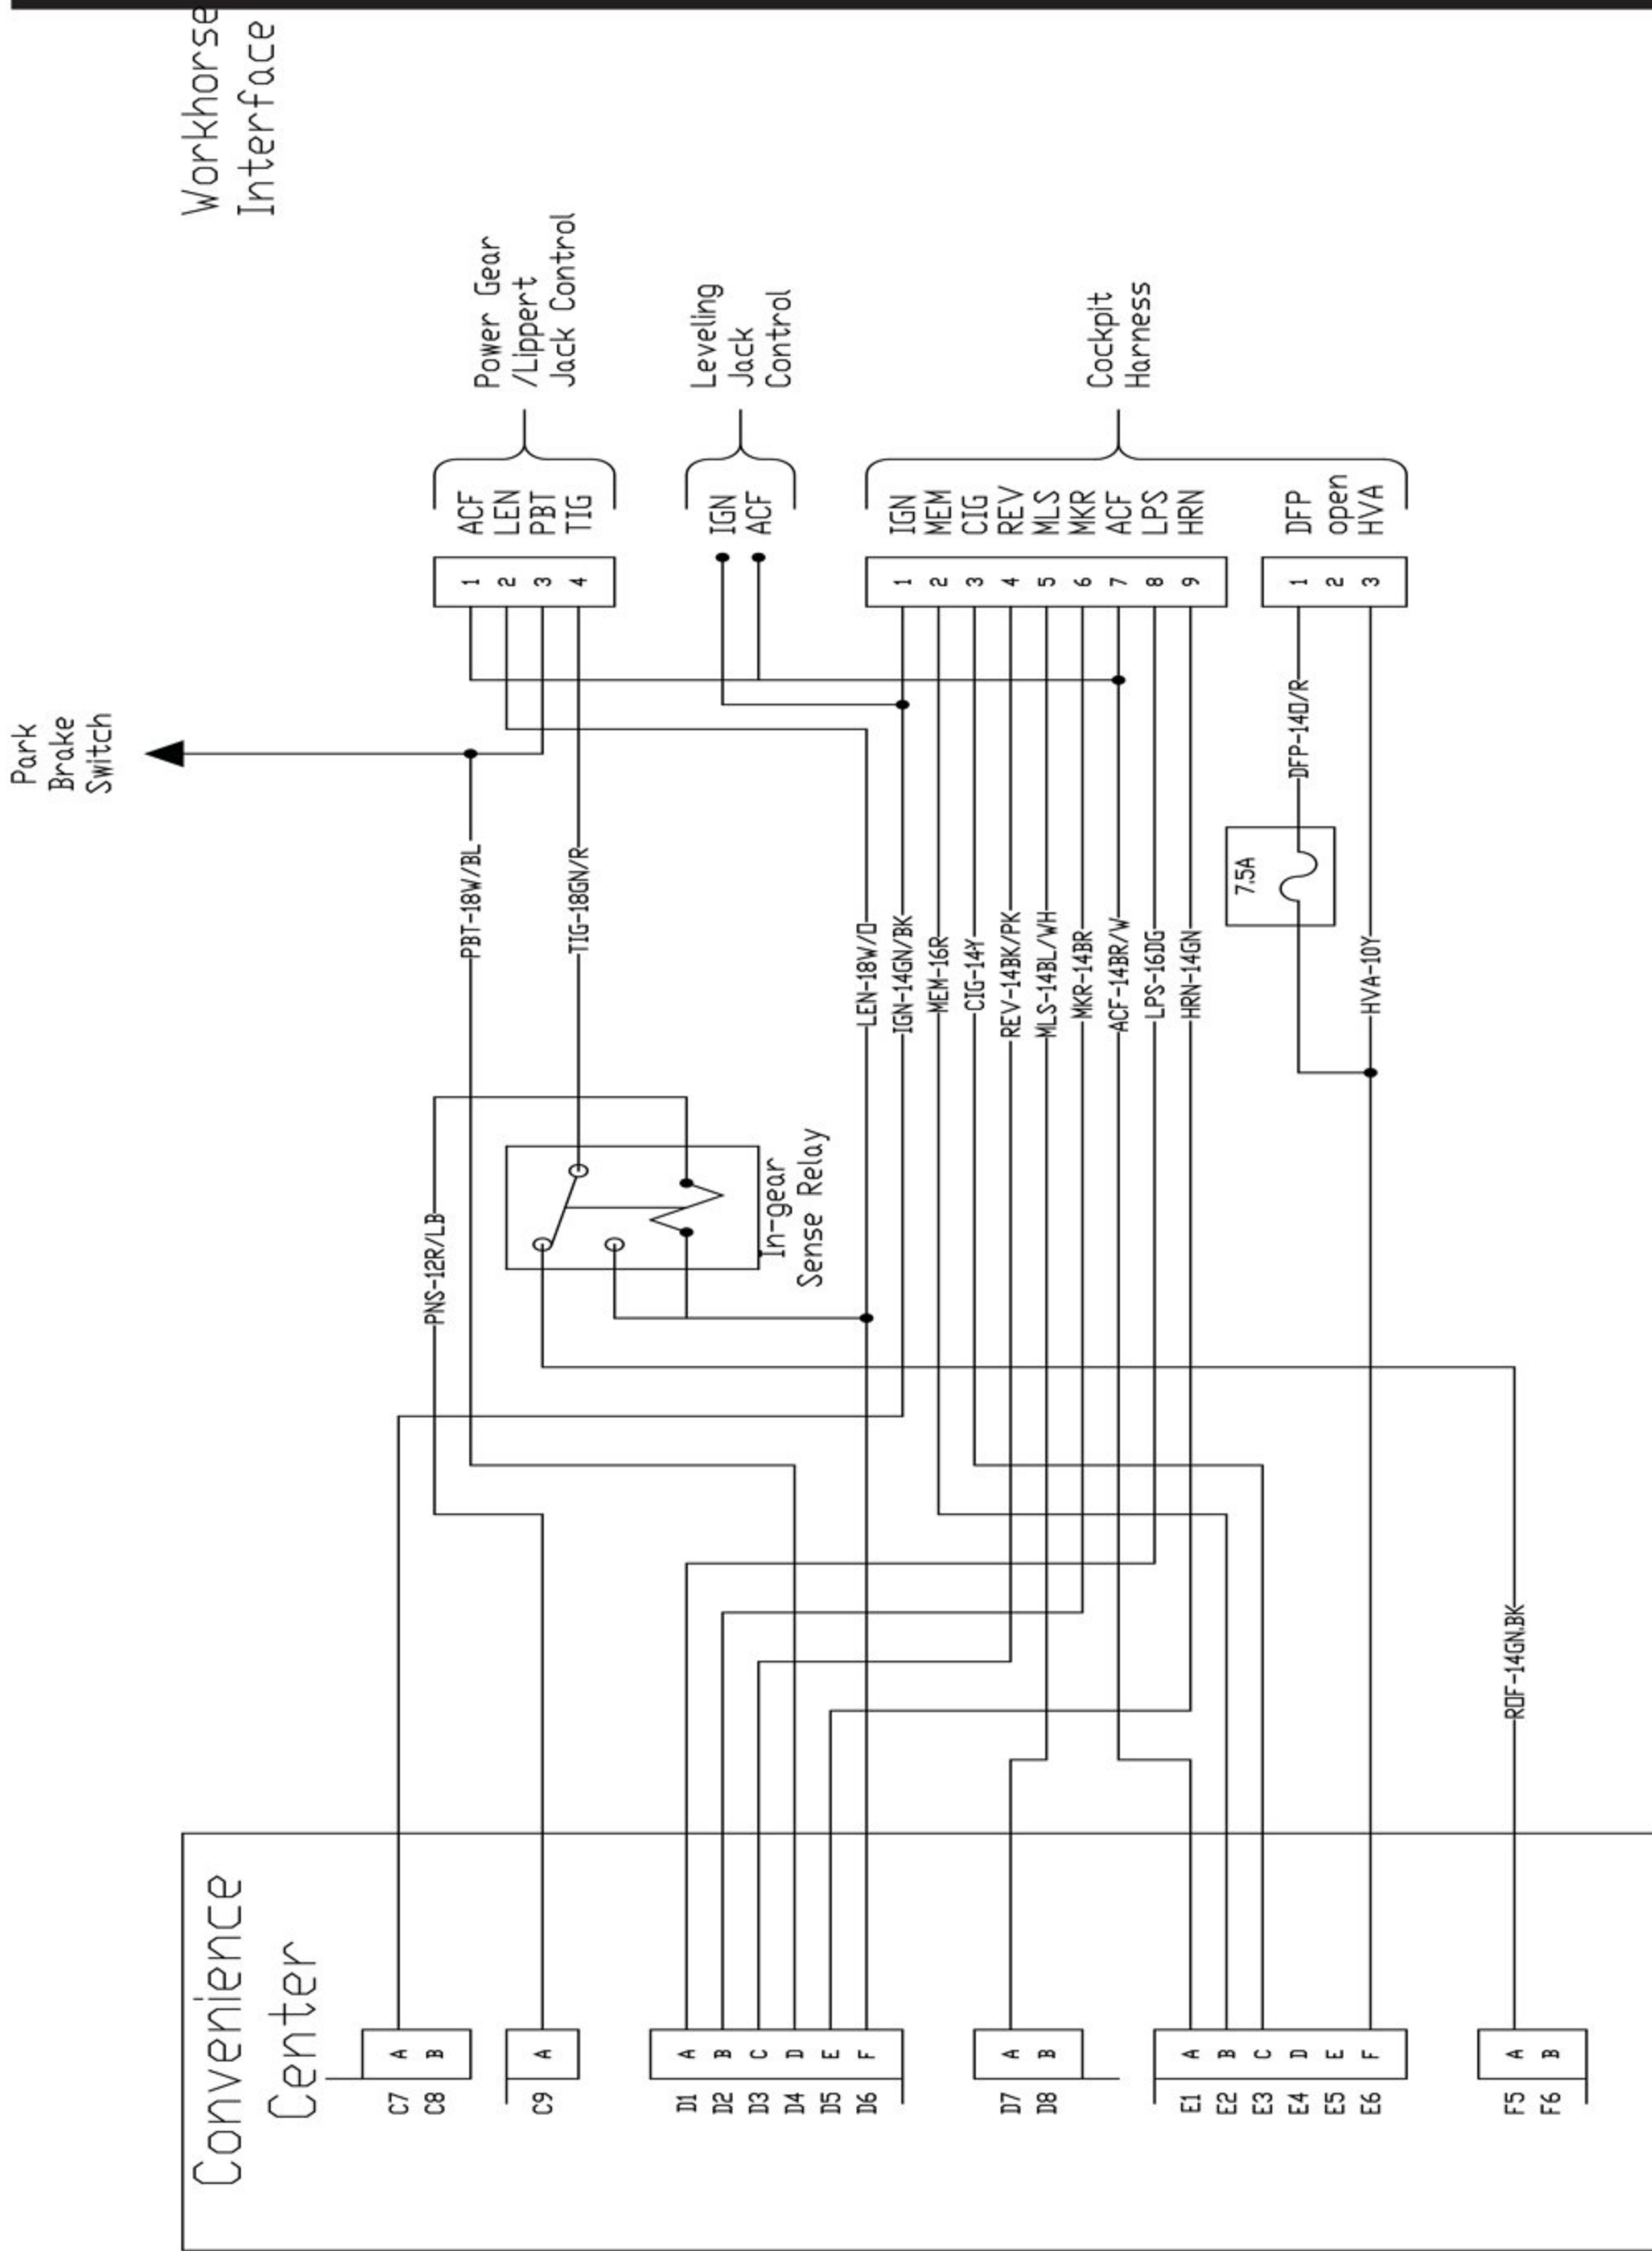 Workhorse
Interface
Park
Brake
Switch
Power Gear
/Lippert
Jack Control
Leveling
Jack
Control
Cockpit
Harness
ACF
LEN
PBT
TIG
IGN
ACF
IGN
MEM
CIG
REV
MLS
MKR
ACF
LPS
HRN
DFP
open
HVA
1
2
3
4
1
2
3
4
5
6
7
8
9
1
2
3
PNS-12R/LB
PBT-18W/BL
TIG-18GN/R
LEN-18W/O
IGN-14GN/BK
MEM-16R
CIG-14Y
REV-14BK/PK
MLS-14BL/WH
MKR-14BR
ACF-14BR/W
LPS-16DG
HRN-14GN
DFP-14O/R
7.5A
HVA-10Y
ROF-14GN.BK
In-gear
Sense Relay
Convenience
Center
A
B
A
A
B
C
D
E
F
A
B
A
B
C
D
E
F
A
B
C7
C8
C9
D1
D2
D3
D4
D5
D6
D7
D8
E1
E2
E3
E4
E5
E6
F5
F6